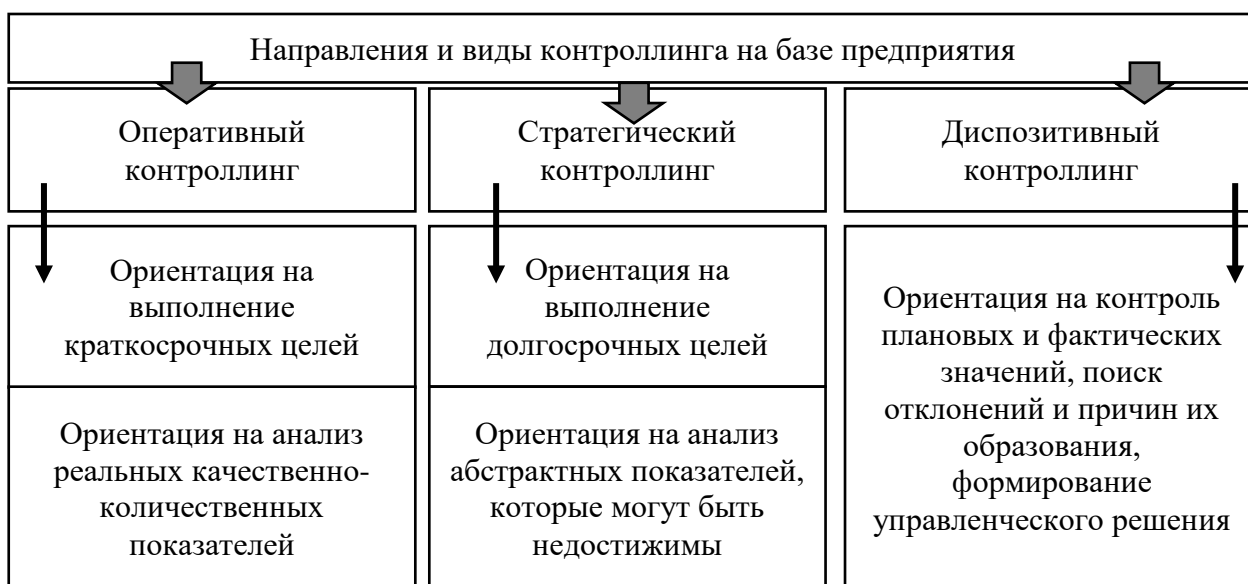 Направления и виды контроллинга на базе предприятия
Оперативный
контроллинг
Стратегический
контроллинг
Диспозитивный
контроллинг
Ориентация на
выполнение
краткосрочных целей
Ориентация на
выполнение
долгосрочных целей
Ориентация на контроль
плановых и фактических
значений, поиск
отклонений и причин их
образования,
формирование
управленческого решения
Ориентация на анализ
реальных качественно-
количественных
показателей
Ориентация на анализ
абстрактных показателей,
которые могут быть
недостижимы